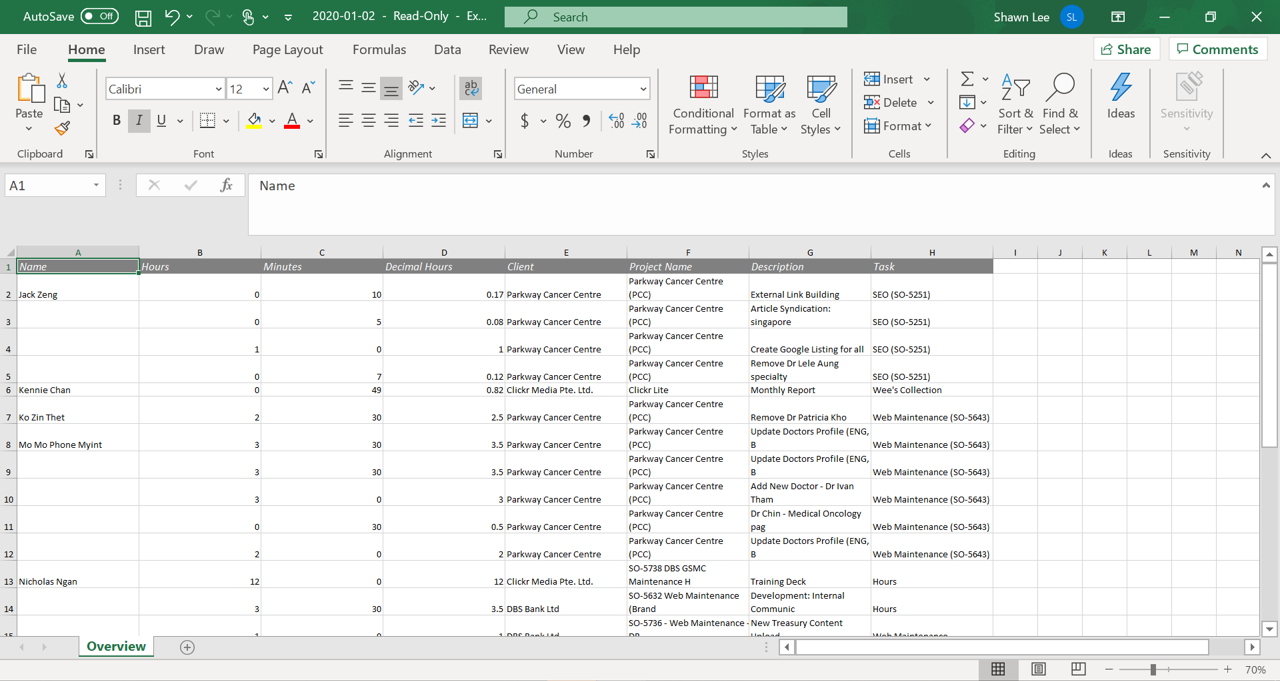 AutoSave Off 2020-01-02 - Read-Only - Ex... Search Shawn Lee SL
File Home Insert Draw Page Layout Formulas Data Review View Help Share Comments
Calibri 12 General
Paste B I U A $ % Conditional Formatting Format as Table Cell Styles Insert Delete Format Sort & Filter Find & Select Ideas Sensitivity
Clipboard Font Alignment Number Styles Cells Editing Ideas Sensitivity
A1 fx Name
A B C D E F G H I J K L M N
1 Name Hours Minutes Decimal Hours Client Project Name Description Task
2 Jack Zeng 0 10 0.17 Parkway Cancer Centre Parkway Cancer Centre (PCC) External Link Building SEO (SO-5251)
3 0 5 0.08 Parkway Cancer Centre Parkway Cancer Centre (PCC) Article Syndication: singapore SEO (SO-5251)
4 1 0 1 Parkway Cancer Centre Parkway Cancer Centre (PCC) Create Google Listing for all SEO (SO-5251)
5 0 7 0.12 Parkway Cancer Centre Parkway Cancer Centre (PCC) Remove Dr Lele Aung specialty SEO (SO-5251)
6 Kennie Chan 0 49 0.82 Clickr Media Pte. Ltd. Clickr Lite Monthly Report Wee's Collection
7 Ko Zin Thet 2 30 2.5 Parkway Cancer Centre Parkway Cancer Centre (PCC) Remove Dr Patricia Kho Web Maintenance (SO-5643)
8 Mo Mo Phone Myint 3 30 3.5 Parkway Cancer Centre Parkway Cancer Centre (PCC) Update Doctors Profile (ENG, B Web Maintenance (SO-5643)
9 3 30 3.5 Parkway Cancer Centre Parkway Cancer Centre (PCC) Update Doctors Profile (ENG, B Web Maintenance (SO-5643)
10 3 0 3 Parkway Cancer Centre Parkway Cancer Centre (PCC) Add New Doctor - Dr Ivan Tham Web Maintenance (SO-5643)
11 0 30 0.5 Parkway Cancer Centre Parkway Cancer Centre (PCC) Dr Chin - Medical Oncology pag Web Maintenance (SO-5643)
12 2 0 2 Parkway Cancer Centre Parkway Cancer Centre (PCC) Update Doctors Profile (ENG, B Web Maintenance (SO-5643)
13 Nicholas Ngan 12 0 12 Clickr Media Pte. Ltd. SO-5738 DBS GSMC Maintenance H Training Deck Hours
14 3 30 3.5 DBS Bank Ltd SO-5632 Web Maintenance (Brand Development: Internal Communic Hours
SO-5736 - Web Maintenance - New Treasury Content
Overview
70%